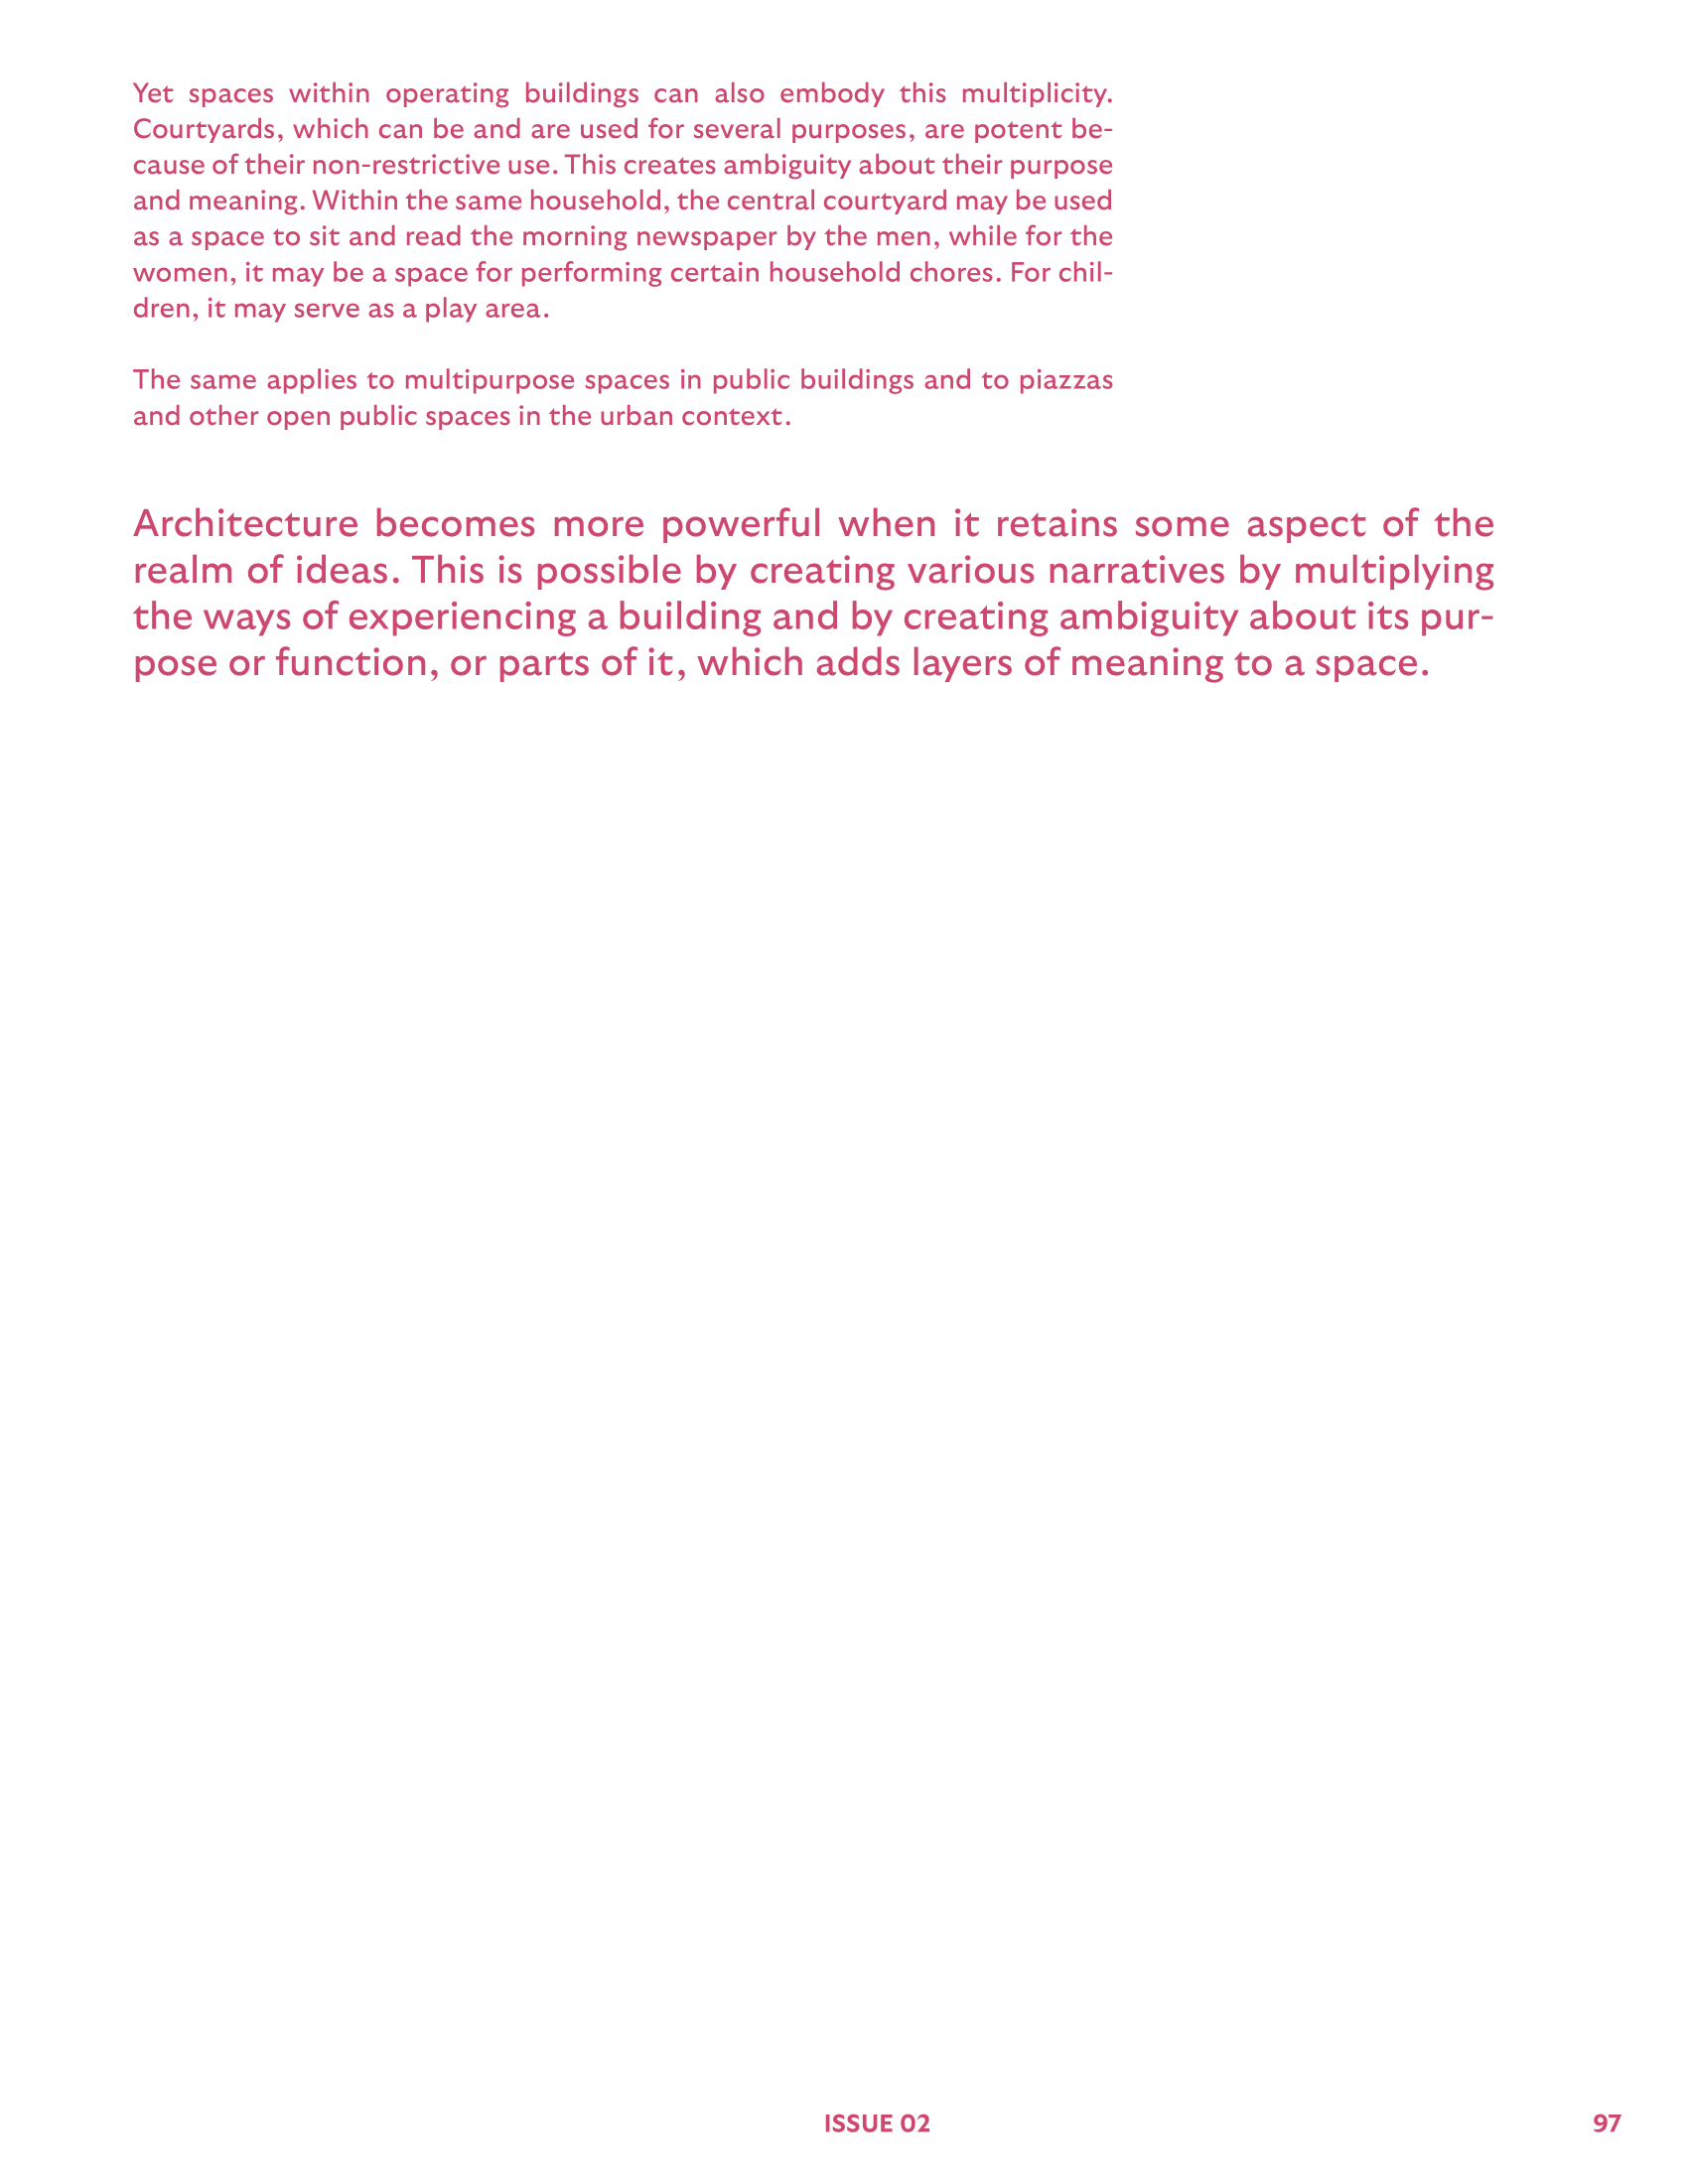 Yet spaces within operating buildings can also embody this multiplicity.
Courtyards, which can be and are used for several purposes, are potent be-
cause of their non-restrictive use. This creates ambiguity about their purpose
and meaning. Within the same household, the central courtyard may be used
as a space to sit and read the morning newspaper by the men, while for the
women, it may be a space for performing certain household chores. For chil-
dren, it may serve as a play area.
The same applies to multipurpose spaces in public buildings and to piazzas
and other open public spaces in the urban context.
Architecture becomes more powerful when it retains some aspect of the
realm of ideas. This is possible by creating various narratives by multiplying
the ways of experiencing a building and by creating ambiguity about its pur-
pose or function, or parts of it, which adds layers of meaning to a space.
ISSUE 02
97